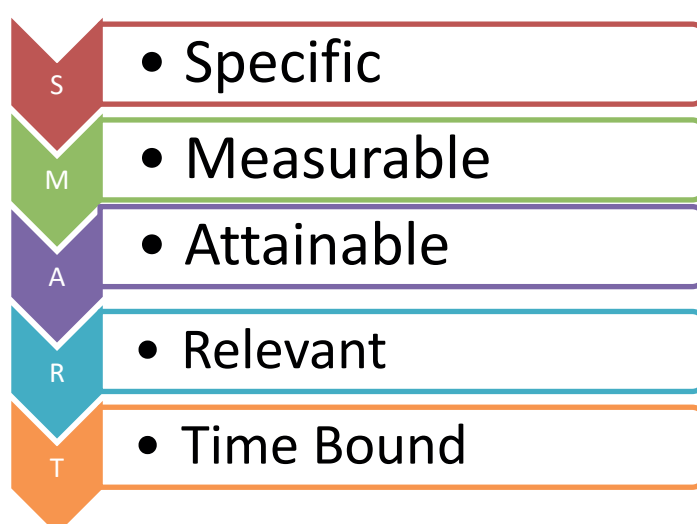 S
• Specific
M
• Measurable
A
• Attainable
R
• Relevant
T
• Time Bound